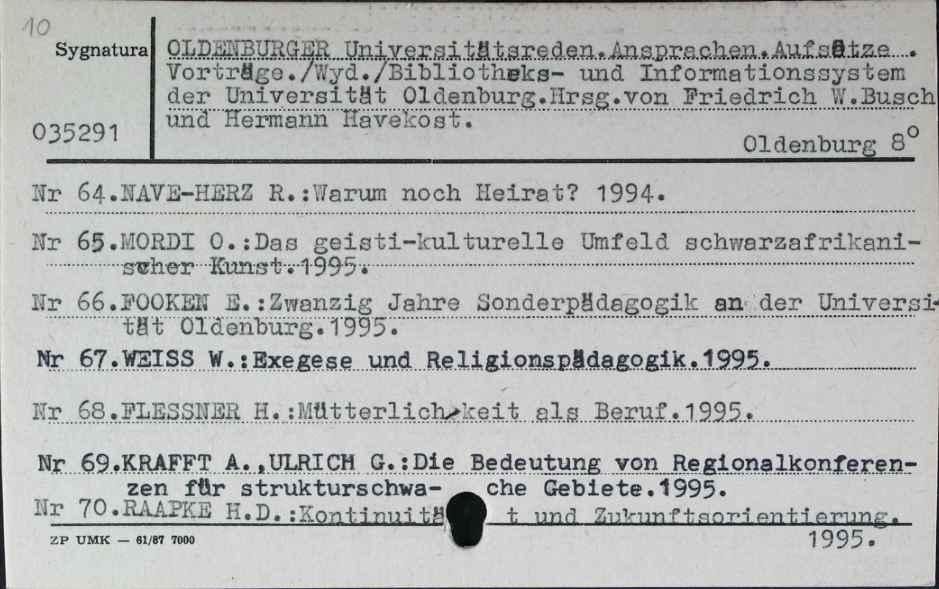 10
Sygnatura
035291
OLDENBURGER Universitätsreden.Ansprachen.Aufsätze .
Vorträge./Wyd./Bibliotheks- und Informationssystem
der Universität Oldenburg.Hrsg.von Friedrich W.Busch
und Hermann Havekost.
Oldenburg 8°
Nr 64.NAVE-HERZ R.:Warum noch Heirat? 1994.
Nr 65.MORDI O.:Das geisti-kulturelle Umfeld schwarzafrikani-
scher Kunst.1995.
Nr 66.FOOKEN E.:Zwanzig Jahre Sonderpädagogik an der Universi-
tät Oldenburg.1995.
Nr 67.WEISS W.:Exegese und Religionspädagogik.1995.
Nr 68.FLESSNER H.:Mütterlich-keit als Beruf.1995.
Nr 69.KRAFFT A.,ULRICH G.:Die Bedeutung von Regionalkonferen-
zen für strukturschwa- che Gebiete.1995.
Nr 70.RAAPKE H.D.:Kontinuitä t und Zukunftsorientierung.
1995.
ZP UMK — 61/87 7000